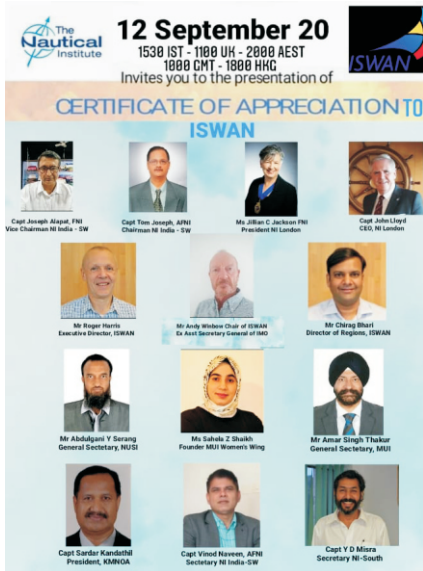 The
Nautical
Institute
12 September 20
1530 IST - 1100 UK - 2000 AEST
1000 GMT - 1800 HKG
ISWAN
Invites you to the presentation of
CERTIFICATE OF APPRECIATION TO
ISWAN
Capt Joseph Alapat, FNI
Vice Chairman NI India - SW
Capt Tom Joseph, AFNI
Chairman NI India - SW
Ms Jillian C Jackson FNI
President NI London
Capt John Lloyd
CEO, NI London
Mr Roger Harris
Executive Director, ISWAN
Mr Andy Winbow Chair of ISWAN
Ex Asst Secretary General of IMO
Mr Chirag Bhari
Director of Regions, ISWAN
Mr Abdulgani Y Serang
General Sectetary, NUSI
Ms Sahela Z Shaikh
Founder MUI Women's Wing
Mr Amar Singh Thakur
General Sectetary, MUI
Capt Sardar Kandathil
President, KMNOA
Capt Vinod Naveen, AFNI
Sectetary NI India-SW
Capt Y D Misra
Secretary NI-South